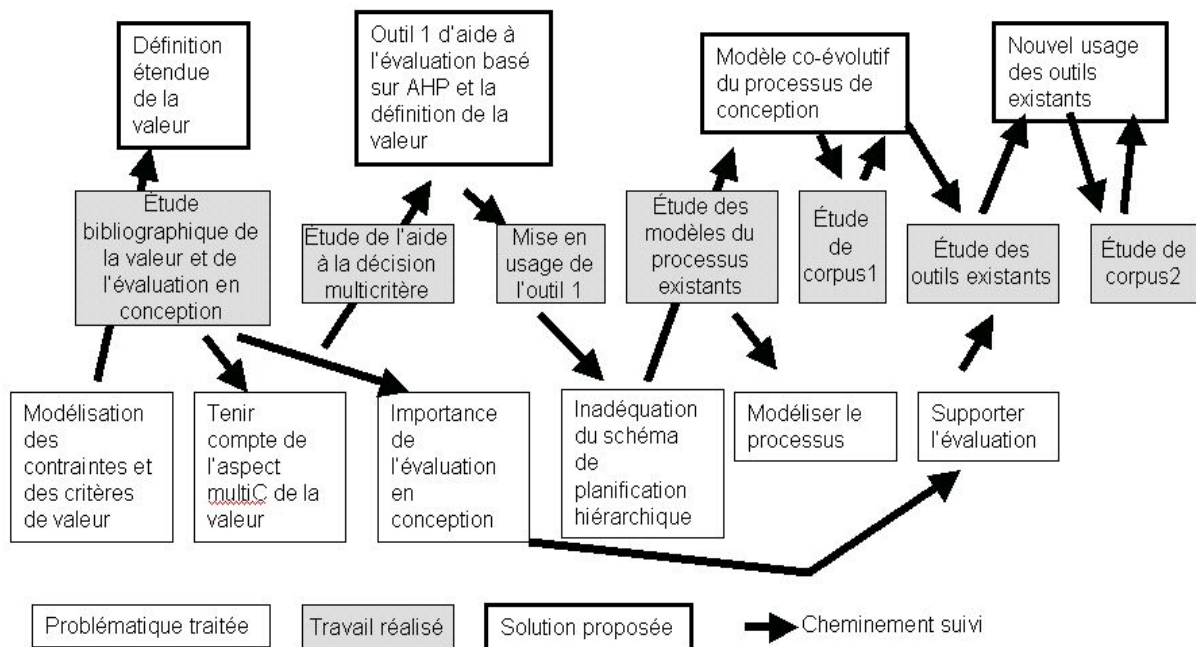 Définition
étendue
de la
valeur
Outil 1 d'aide à
l'évaluation basé
sur AHP et la
définition de la
valeur
Modèle co-évolutif
du processus de
conception
Nouvel usage
des outils
existants
Étude
bibliographique de
la valeur et de
l'évaluation en
conception
Étude de l'aide
à la décision
multicritère
Mise en
usage de
l'outil 1
Étude des
modèles du
processus
existants
Étude
de
corpus1
Étude des
outils existants
Étude de
corpus2
Modélisation
des
contraintes et
des critères
de valeur
Tenir
compte de
l'aspect
multiC de la
valeur
Importance
de
l'évaluation
en
conception
Inadéquation
du schéma
de
planification
hiérarchique
Modéliser le
processus
Supporter
l'évaluation
Problématique traitée
Travail réalisé
Solution proposée
Cheminement suivi